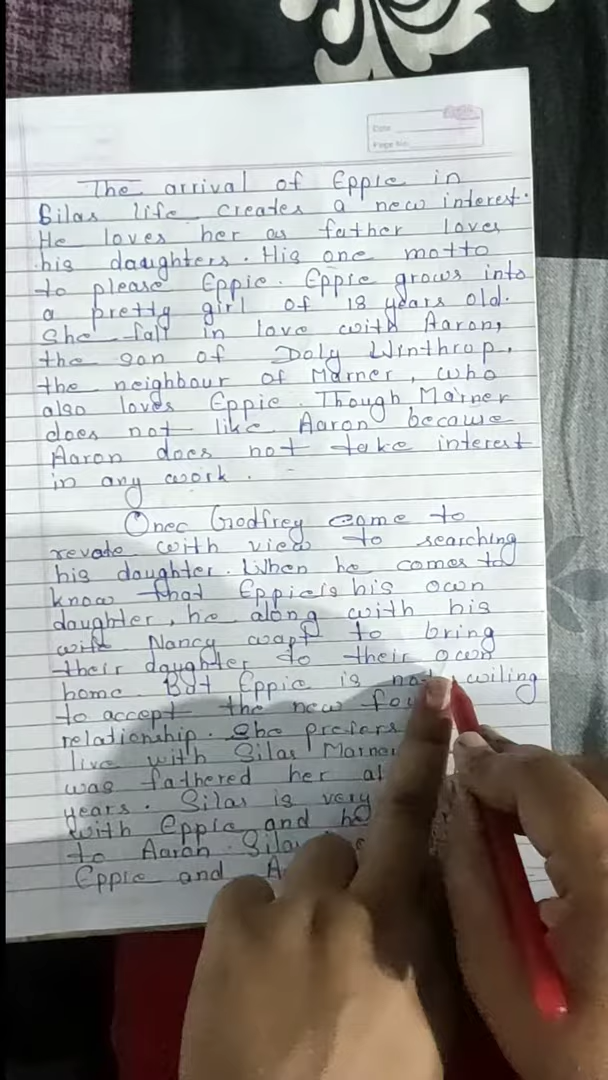 Date
Page No.
The arrival of Eppie in
Silas life creates a new interest.
He loves her as father loves
his daughters. His one motto
to please Eppie. Eppie grows into
a pretty girl of 18 years old.
She fall in love with Aaron,
the son of Doly Winthrop,
the neighbour of Marner, who
also loves Eppie. Though Marner
does not like Aaron because
Aaron does not take interest
in any work.
Onec Godfrey came to
revate with view to searching
his daughter. When he comes to
know that Eppie is his own
daughter, he along with his
wife Nancy wapt to bring
their daughter to their own
home. But Eppie is not wiling
to accept the new
relationship. She prefers
live with Silas Marner
was fathered her
years. Silas is very
with Eppie and
to Aaron.
Eppie and